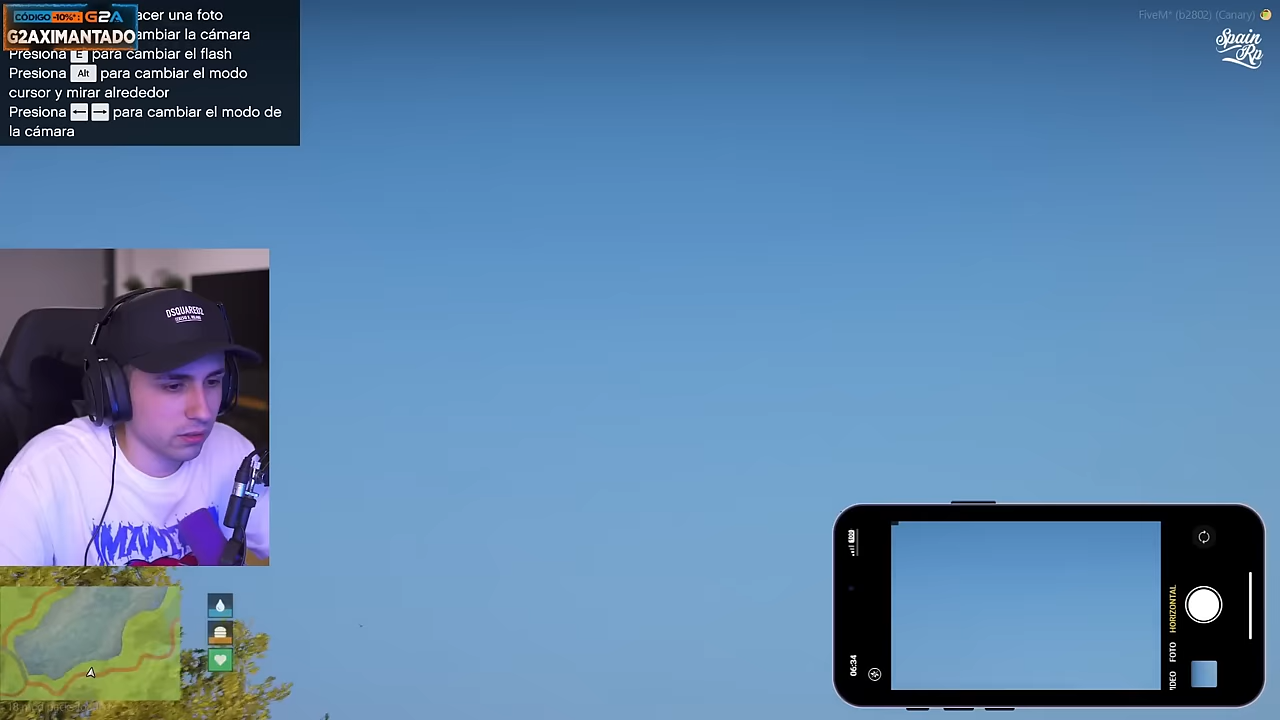 CÓDIGO -10%*: G2A
G2AXIMANTADO
acer una foto
ambiar la cámara
Presiona E para cambiar el flash
Presiona Alt para cambiar el modo
cursor y mirar alrededor
Presiona ← → para cambiar el modo de
la cámara
FiveM* (b2802) (Canary)
Spain
Rp
DSQUARED2
06:34
HORIZONTAL
FOTO
VIDEO